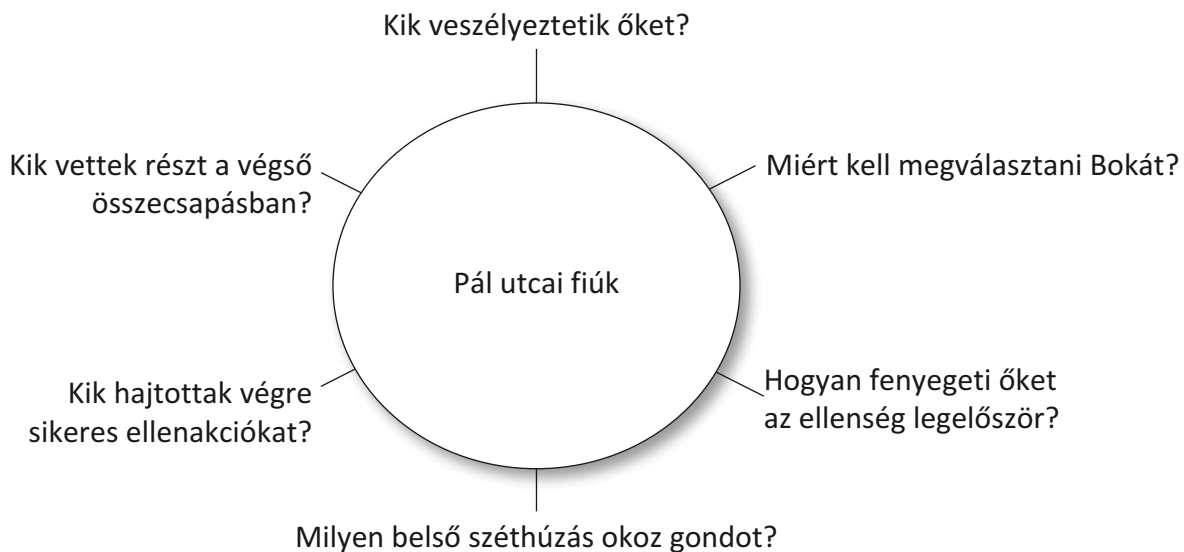 Kik veszélyeztetik őket?
Kik vettek részt a végső
összecsapásban?
Miért kell megválasztani Bokát?
Pál utcai fiúk
Kik hajtottak végre
sikeres ellenakciókat?
Hogyan fenyegeti őket
az ellenség legelőször?
Milyen belső széthúzás okoz gondot?